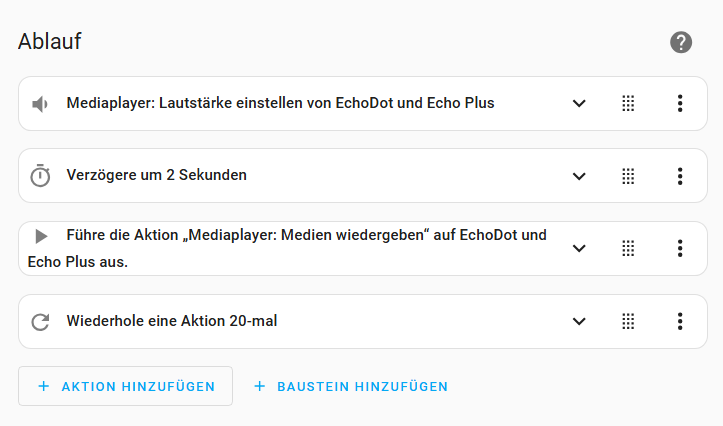 Ablauf
Mediaplayer: Lautstärke einstellen von EchoDot und Echo Plus
Verzögere um 2 Sekunden
Führe die Aktion „Mediaplayer: Medien wiedergeben“ auf EchoDot und
Echo Plus aus.
Wiederhole eine Aktion 20-mal
+ AKTION HINZUFÜGEN + BAUSTEIN HINZUFÜGEN